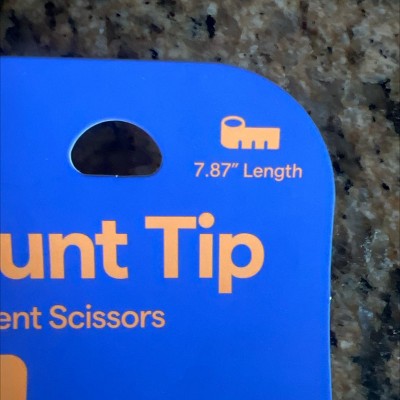 7.87" Length
unt Tip
ent Scissors